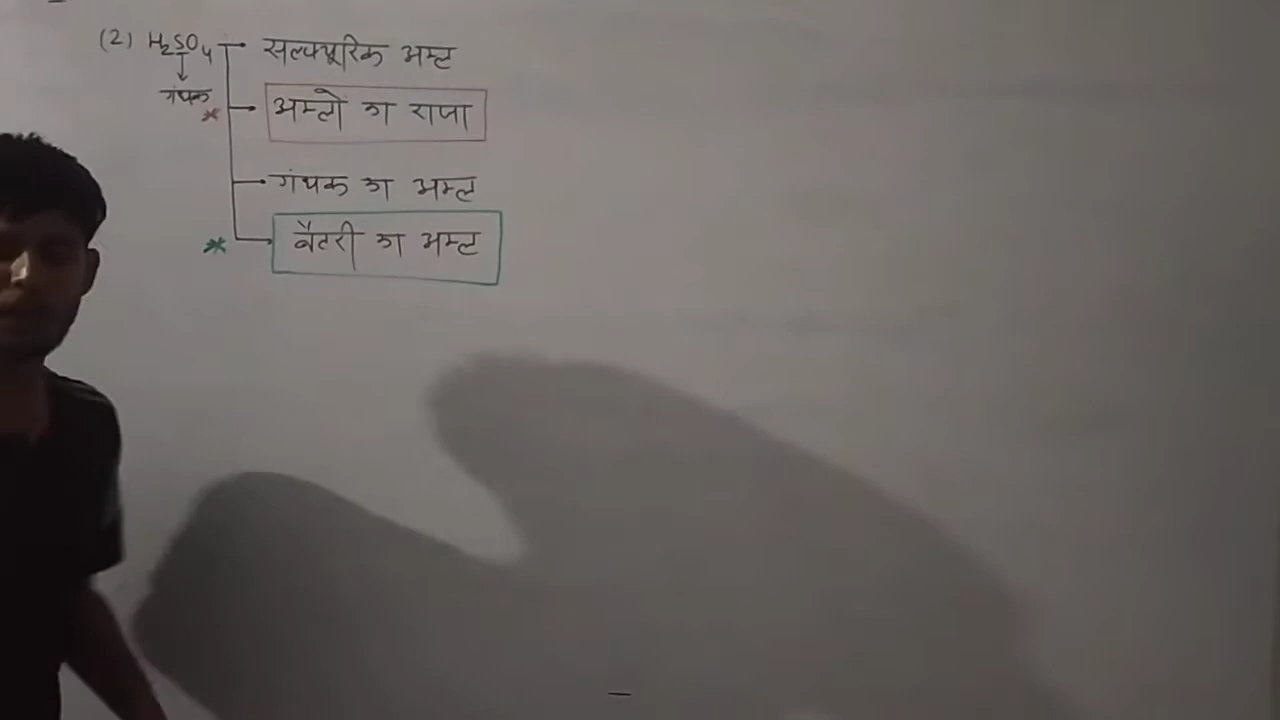 (2) H₂SO₄ → सल्फ्यूरिक अम्ल
गंधक
* अम्लो का राजा
गंधक का अम्ल
* बैटरी का अम्ल